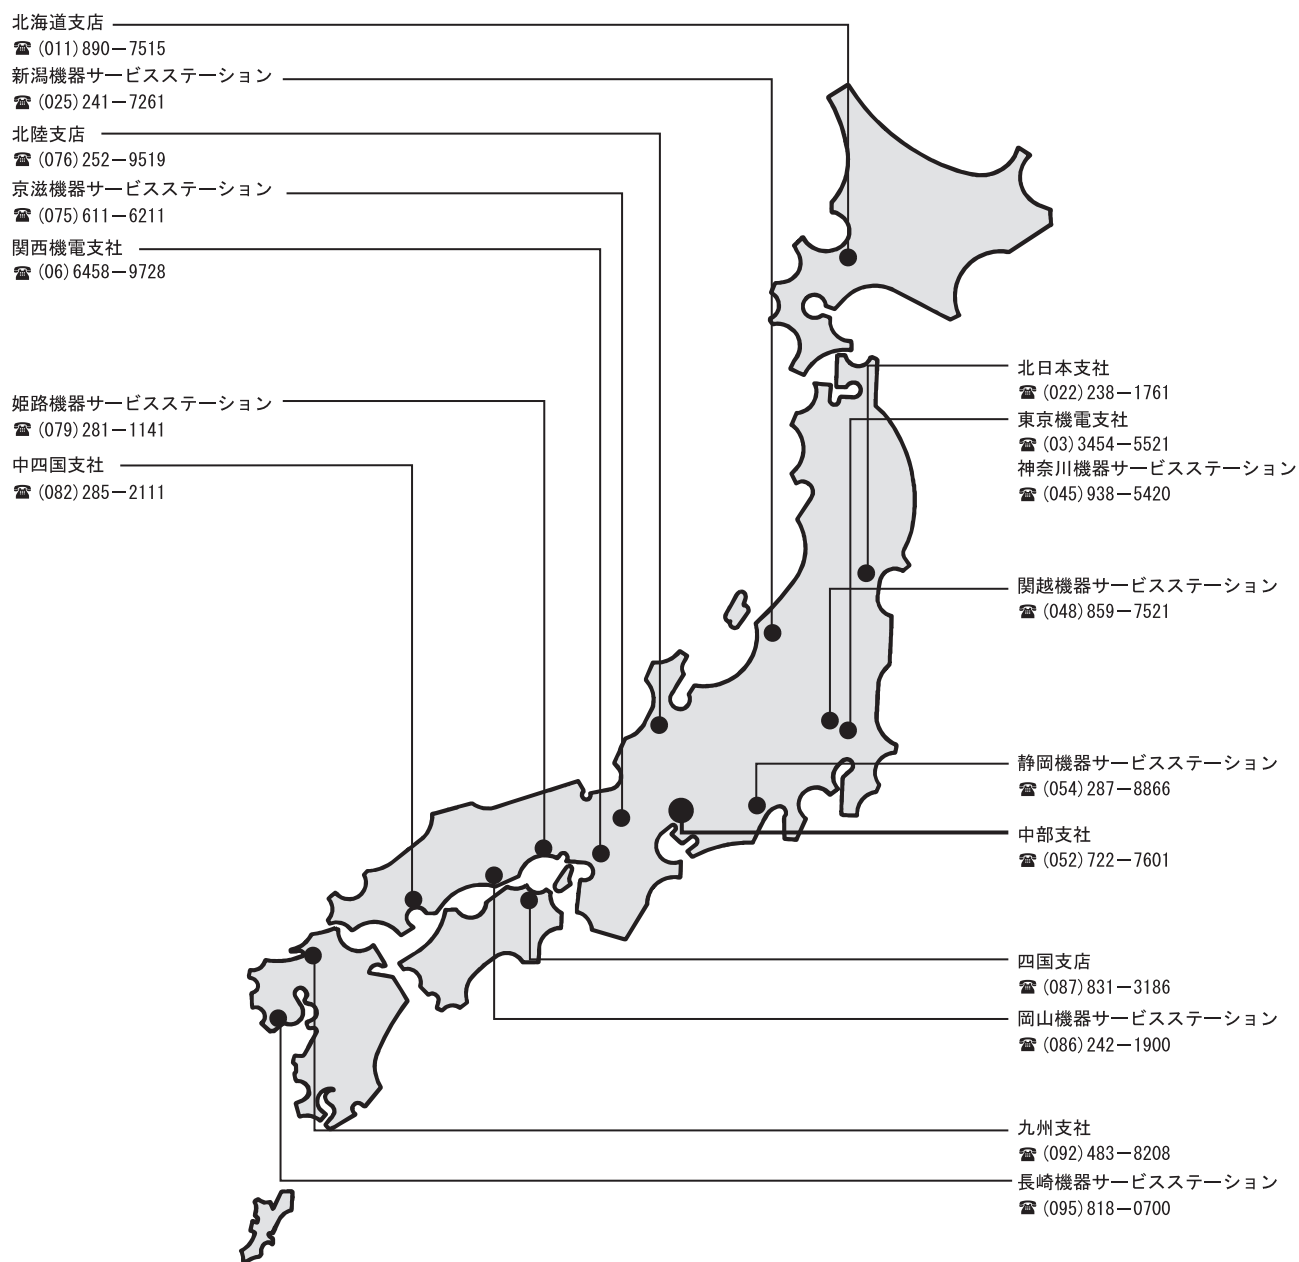 北海道支店
☎ (011)890－7515
新潟機器サービスステーション
☎ (025)241－7261
北陸支店
☎ (076)252－9519
京滋機器サービスステーション
☎ (075)611－6211
関西機電支社
☎ (06)6458－9728
姫路機器サービスステーション
☎ (079)281－1141
中四国支社
☎ (082)285－2111
北日本支社
☎ (022)238－1761
東京機電支社
☎ (03)3454－5521
神奈川機器サービスステーション
☎ (045)938－5420
関越機器サービスステーション
☎ (048)859－7521
静岡機器サービスステーション
☎ (054)287－8866
中部支社
☎ (052)722－7601
四国支店
☎ (087)831－3186
岡山機器サービスステーション
☎ (086)242－1900
九州支社
☎ (092)483－8208
長崎機器サービスステーション
☎ (095)818－0700